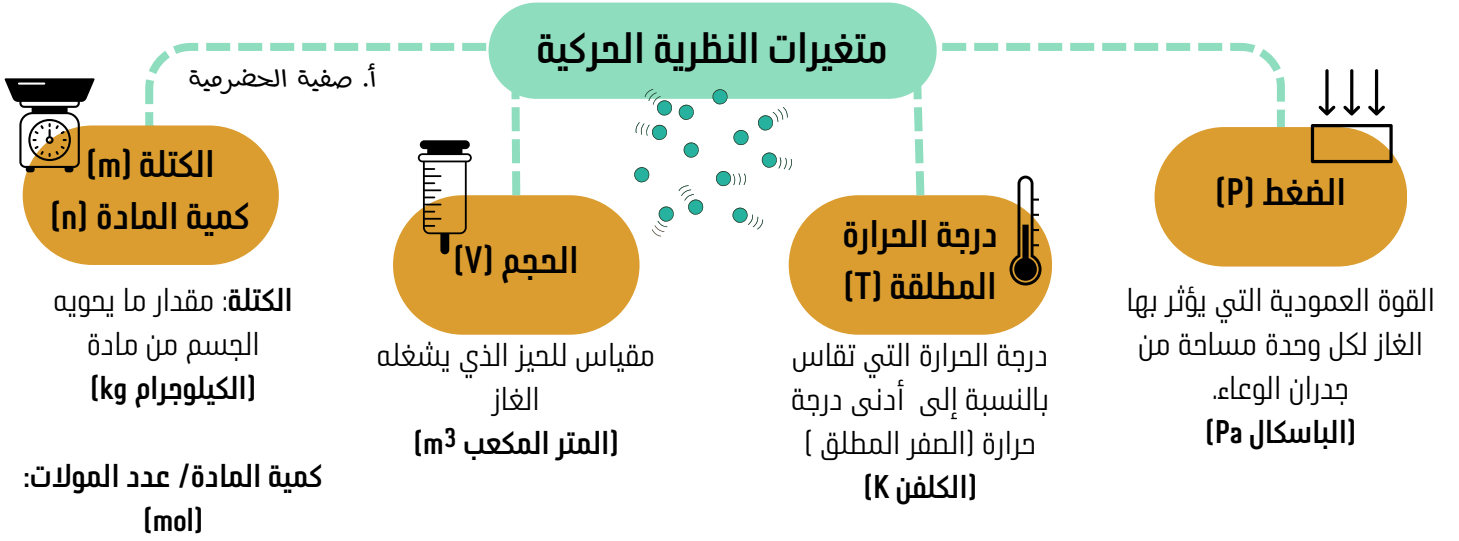 متغيرات النظرية الحركية
أ. صفية الحضرمية
الضغط (P)
القوة العمودية التي يؤثر بها
الغاز لكل وحدة مساحة من
جدران الوعاء.
(الباسكال Pa)
درجة الحرارة
المطلقة (T)
درجة الحرارة التي تقاس
بالنسبة إلى أدنى درجة
حرارة (الصفر المطلق )
(الكلفن K)
الحجم (V)
مقياس للحيز الذي يشغله
الغاز
(المتر المكعب m³)
الكتلة (m)
كمية المادة (n)
الكتلة: مقدار ما يحويه
الجسم من مادة
(الكيلوجرام kg)
كمية المادة/ عدد المولات:
(mol)